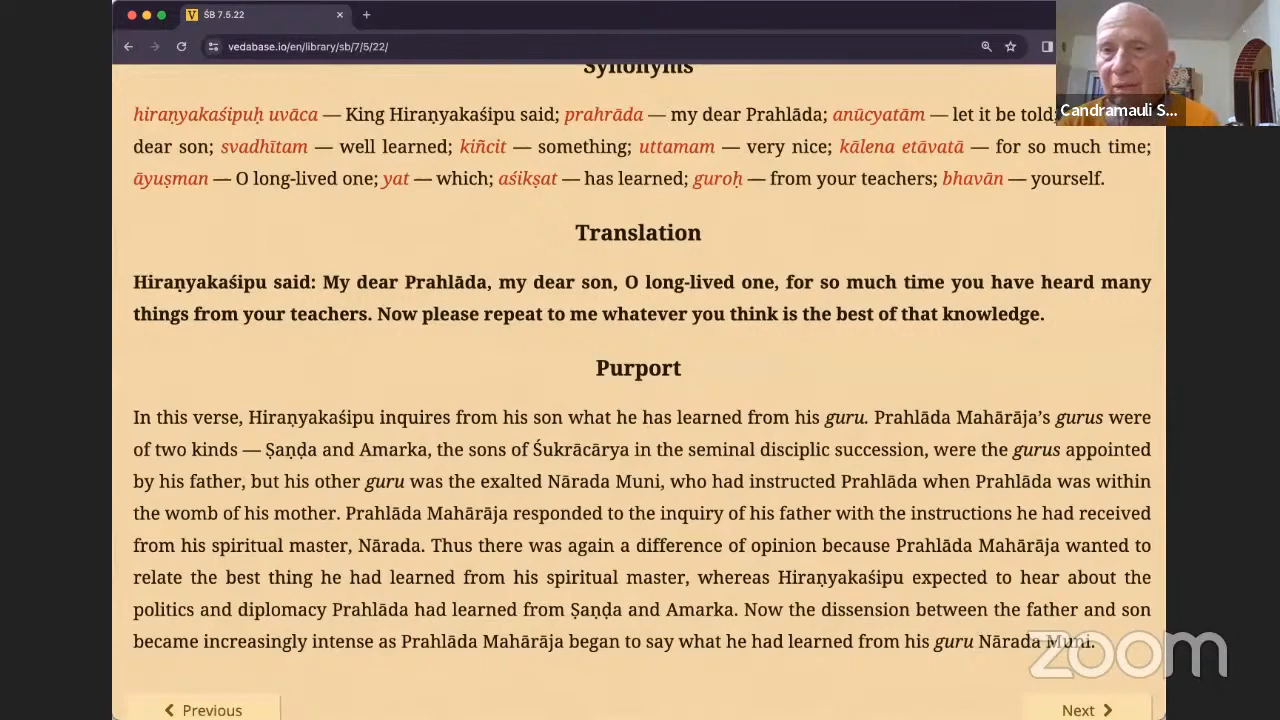 ŚB 7.5.22
vedabase.io/en/library/sb/7/5/22/
Candramauli S...
Synonyms
hiraṇyakaśipuḥ uvāca — King Hiraṇyakaśipu said; prahrāda — my dear Prahlāda; anūcyatām — let it be told;
dear son; svadhītam — well learned; kiñcit — something; uttamam — very nice; kālena etāvatā — for so much time;
āyuṣman — O long-lived one; yat — which; aśikṣat — has learned; guroḥ — from your teachers; bhavān — yourself.
Translation
Hiraṇyakaśipu said: My dear Prahlāda, my dear son, O long-lived one, for so much time you have heard many
things from your teachers. Now please repeat to me whatever you think is the best of that knowledge.
Purport
In this verse, Hiraṇyakaśipu inquires from his son what he has learned from his guru. Prahlāda Mahārāja’s gurus were
of two kinds — Ṣaṇḍa and Amarka, the sons of Śukrācārya in the seminal disciplic succession, were the gurus appointed
by his father, but his other guru was the exalted Nārada Muni, who had instructed Prahlāda when Prahlāda was within
the womb of his mother. Prahlāda Mahārāja responded to the inquiry of his father with the instructions he had received
from his spiritual master, Nārada. Thus there was again a difference of opinion because Prahlāda Mahārāja wanted to
relate the best thing he had learned from his spiritual master, whereas Hiraṇyakaśipu expected to hear about the
politics and diplomacy Prahlāda had learned from Ṣaṇḍa and Amarka. Now the dissension between the father and son
became increasingly intense as Prahlāda Mahārāja began to say what he had learned from his guru Nārada Muni.
zoom
Previous
Next